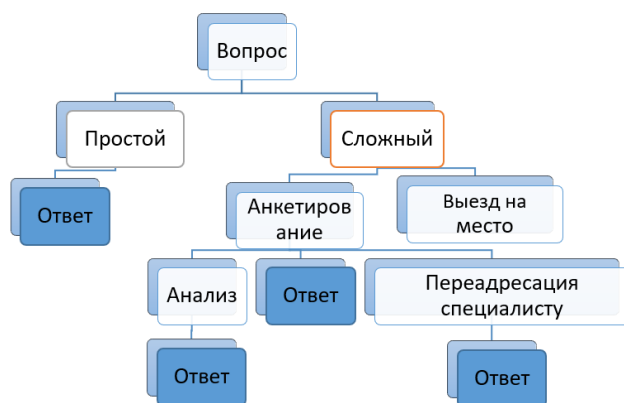 Вопрос
Простой
Сложный
Ответ
Анкетиров
ание
Выезд на
место
Анализ
Ответ
Переадресация
специалисту
Ответ
Ответ